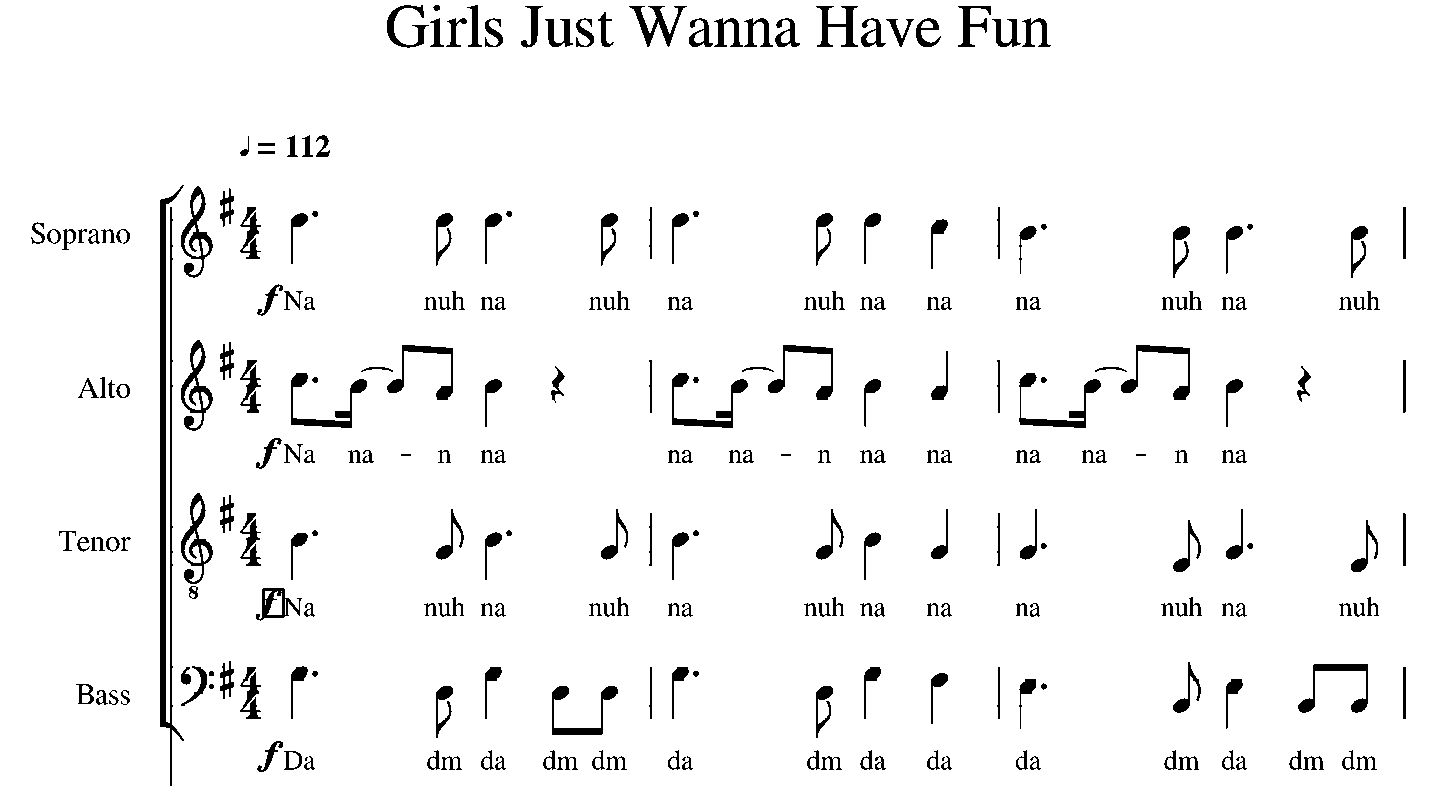 Girls Just Wanna Have Fun
♩ = 112
Soprano
f Na nuh na nuh na nuh na na na nuh na nuh
Alto
f Na na - n na na na - n na na na na - n na
Tenor
8
f Na nuh na nuh na nuh na na na nuh na nuh
Bass
f Da dm da dm dm da dm da da da dm da dm dm